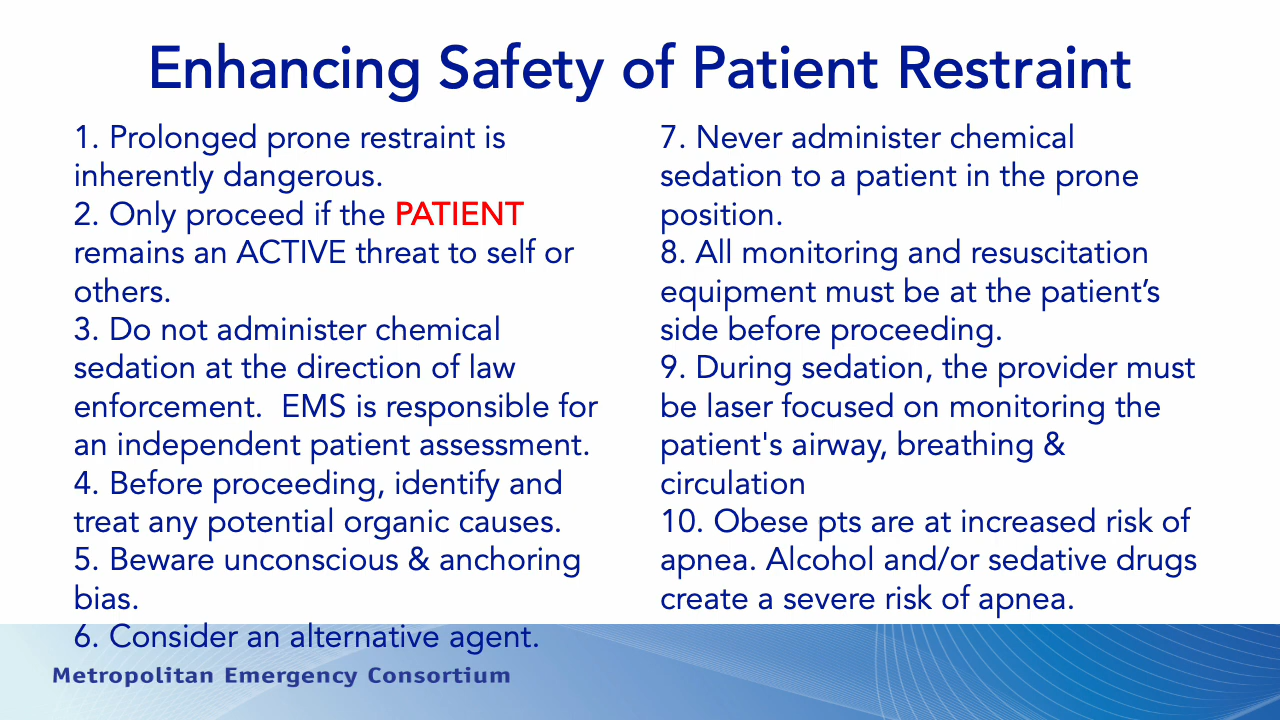 Enhancing Safety of Patient Restraint
1. Prolonged prone restraint is
inherently dangerous.
2. Only proceed if the PATIENT
remains an ACTIVE threat to self or
others.
3. Do not administer chemical
sedation at the direction of law
enforcement.  EMS is responsible for
an independent patient assessment.
4. Before proceeding, identify and
treat any potential organic causes.
5. Beware unconscious & anchoring
bias.
6. Consider an alternative agent.
7. Never administer chemical
sedation to a patient in the prone
position.
8. All monitoring and resuscitation
equipment must be at the patient’s
side before proceeding.
9. During sedation, the provider must
be laser focused on monitoring the
patient's airway, breathing &
circulation
10. Obese pts are at increased risk of
apnea. Alcohol and/or sedative drugs
create a severe risk of apnea.
Metropolitan Emergency Consortium